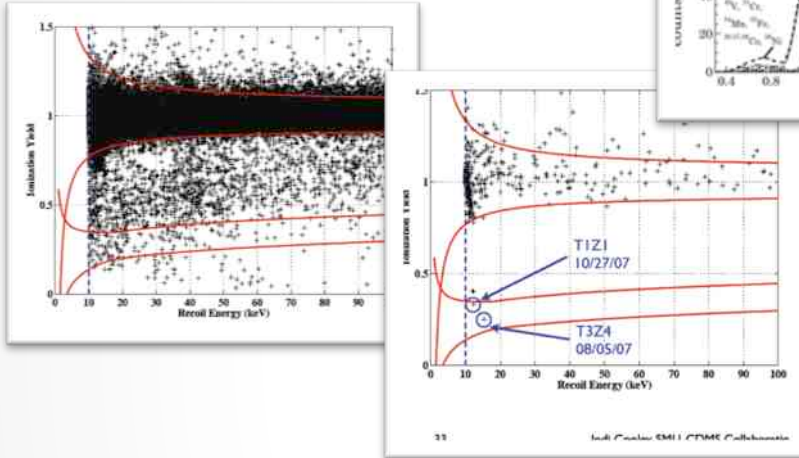 1.5
1
0.5
0
Ionization Yield
10 20 30 40 50 60 70 80 90
Recoil Energy (keV)
1
0.5
0
Ionization Yield
T1Z1
10/27/07
T3Z4
08/05/07
0 10 20 30 40 50 60 70 80 90 100
Recoil Energy (keV)
20
0
0.4 0.8